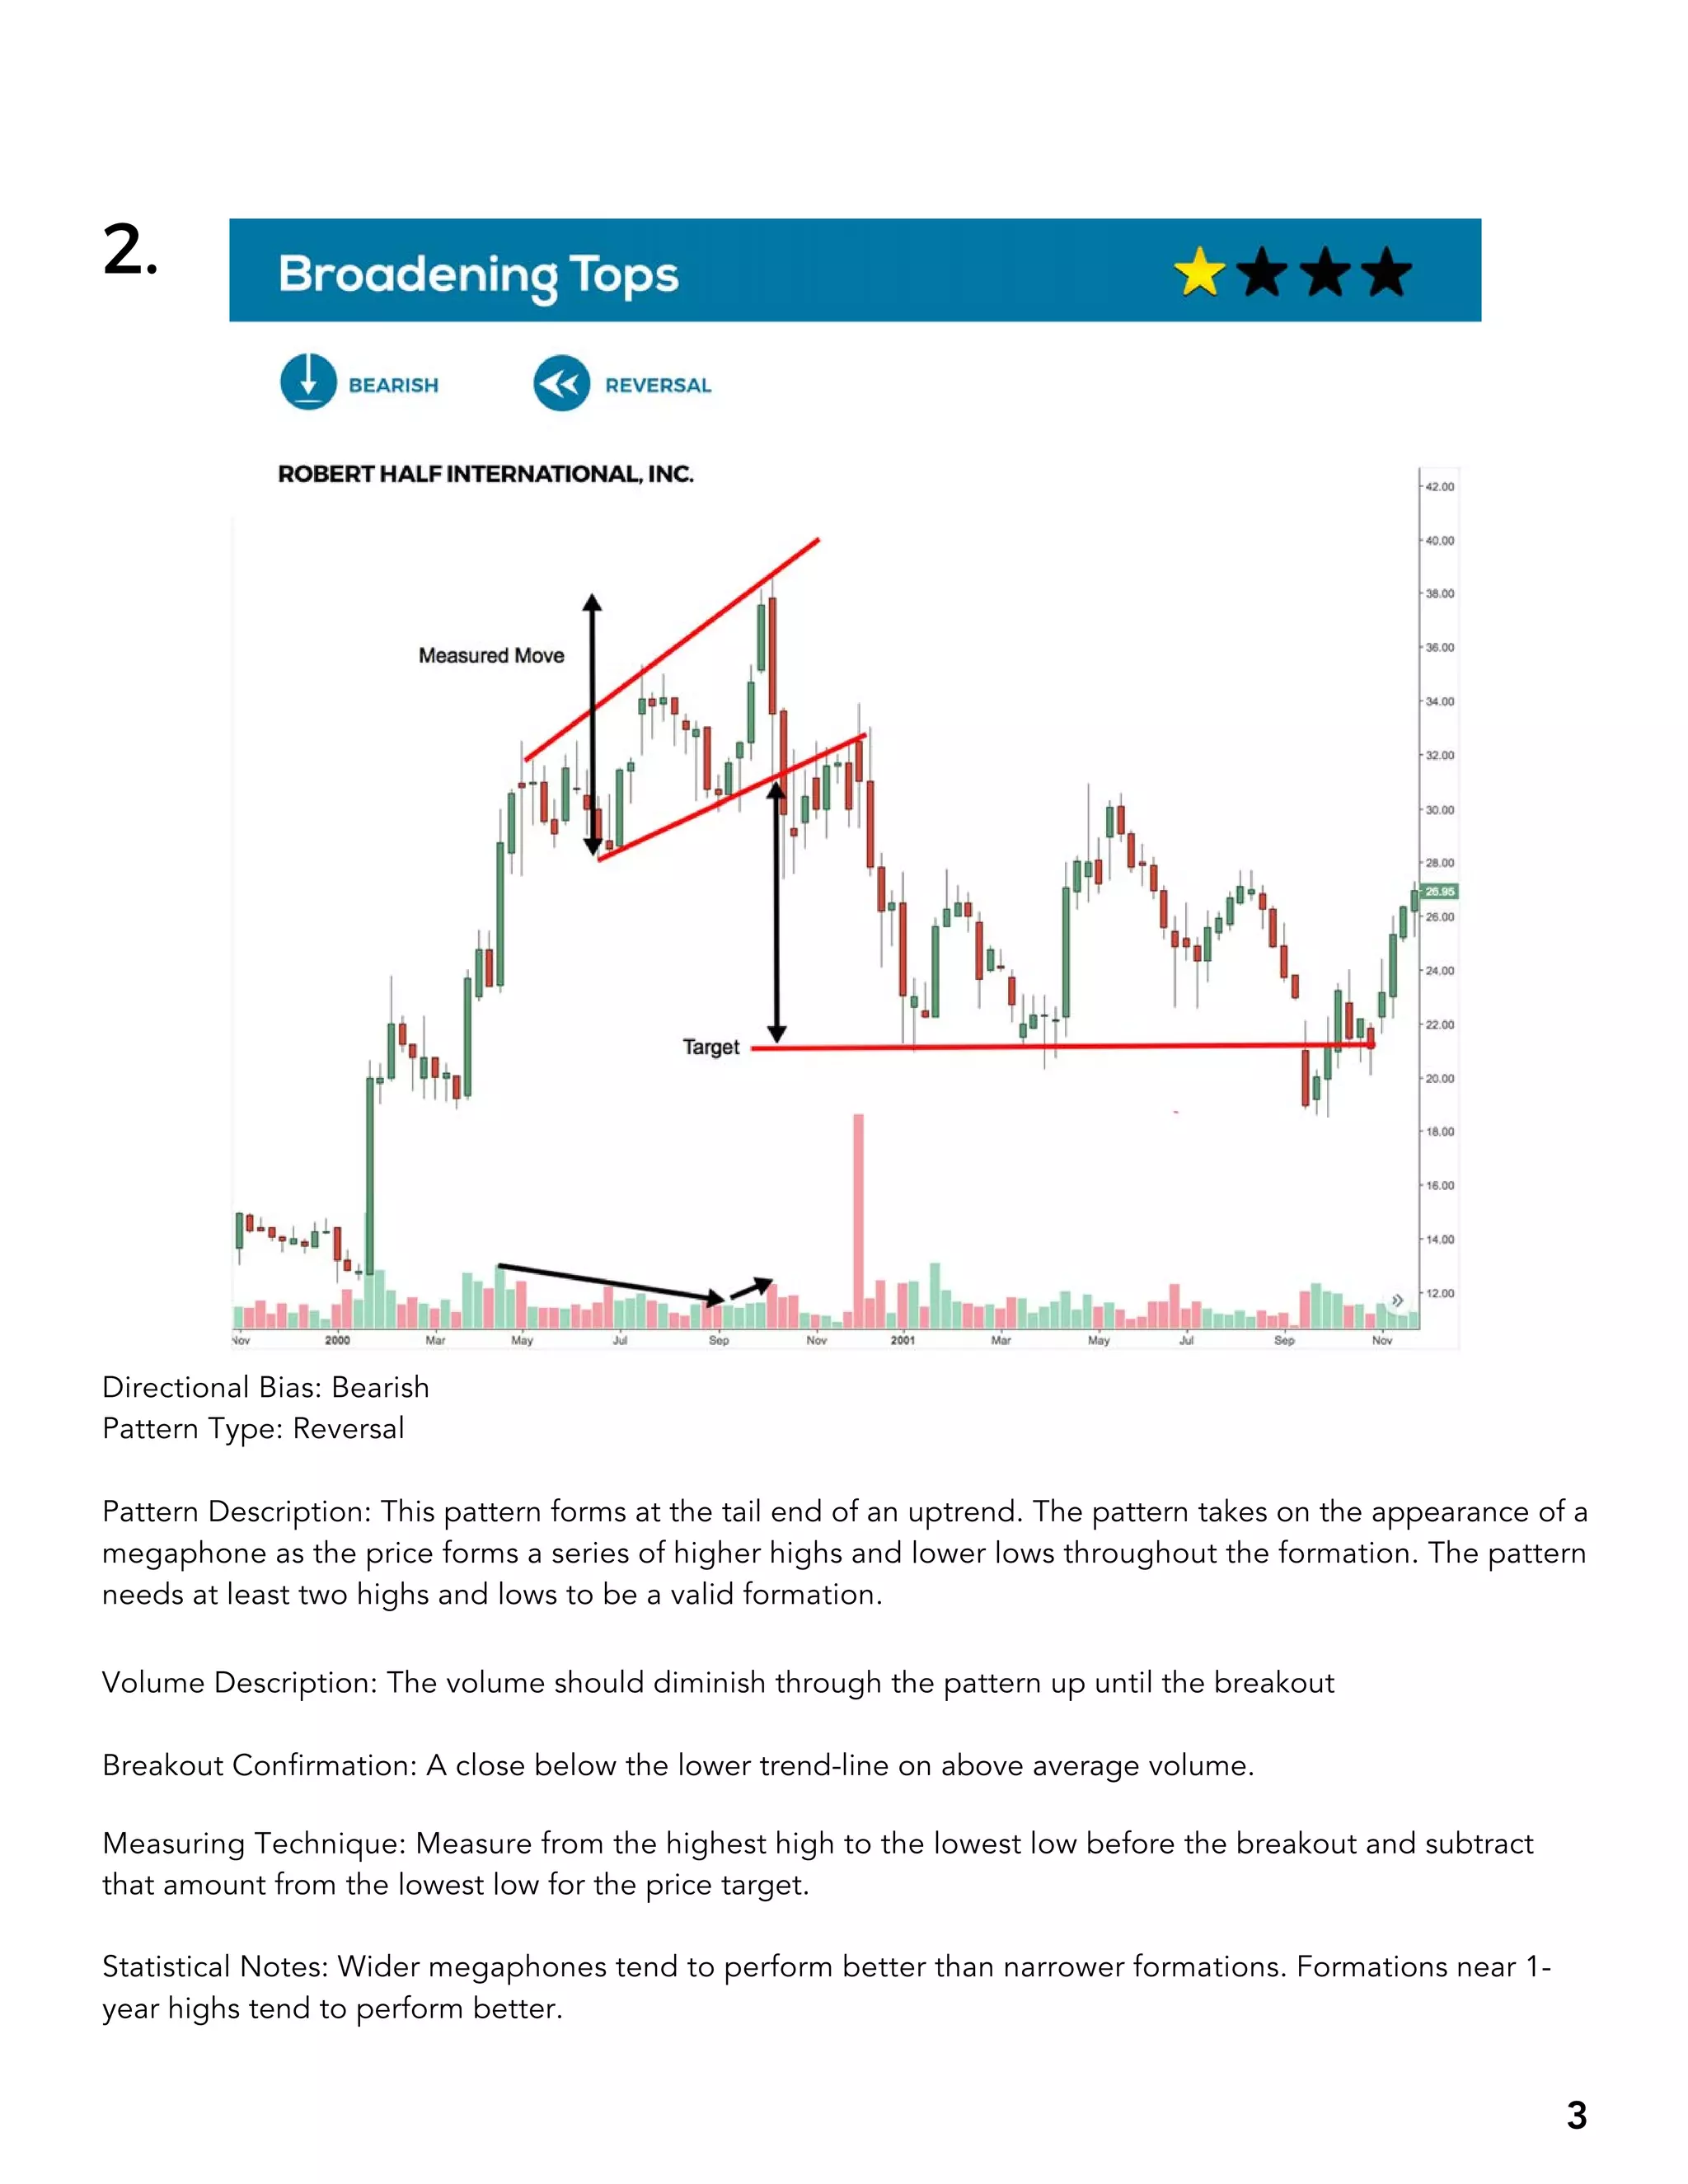 2.
Broadening Tops
BEARISH
REVERSAL
ROBERT HALF INTERNATIONAL, INC.
42.00
40.00
38.00
Measured Move
36.00
34.00
32.00
30.00
28.00
26.95
26.00
24.00
22.00
Target
20.00
18.00
16.00
14.00
12.00
Nov 2000 Mar May Jul Sep Nov 2001 Mar May Jul Sep Nov
Directional Bias: Bearish
Pattern Type: Reversal
Pattern Description: This pattern forms at the tail end of an uptrend. The pattern takes on the appearance of a
megaphone as the price forms a series of higher highs and lower lows throughout the formation. The pattern
needs at least two highs and lows to be a valid formation.
Volume Description: The volume should diminish through the pattern up until the breakout
Breakout Confirmation: A close below the lower trend-line on above average volume.
Measuring Technique: Measure from the highest high to the lowest low before the breakout and subtract
that amount from the lowest low for the price target.
Statistical Notes: Wider megaphones tend to perform better than narrower formations. Formations near 1-
year highs tend to perform better.
3